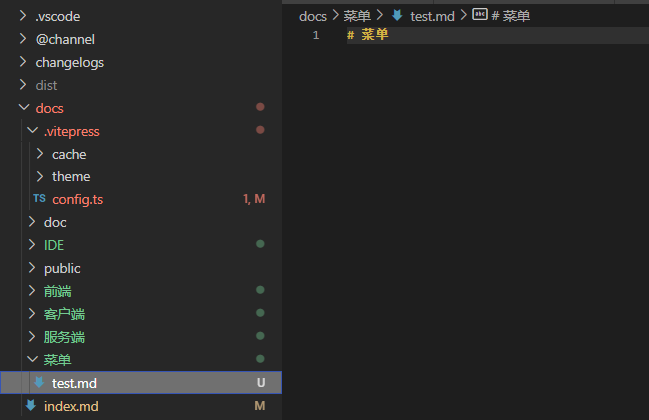 .vscode
@channel
changelogs
dist
docs
.vitepress
cache
theme
TS config.ts 1, M
doc
IDE
public
前端
客户端
服务端
菜单
test.md U
index.md M
docs > 菜单 > test.md > abc # 菜单
1 # 菜单